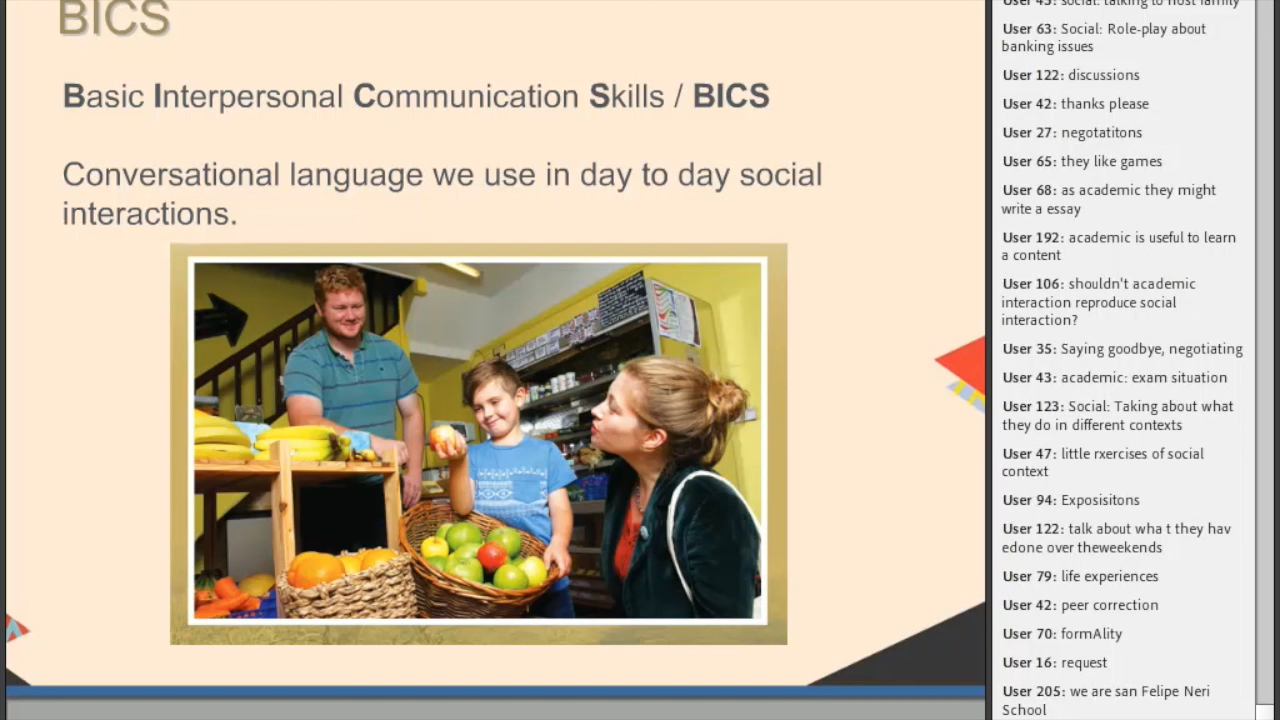 BICS
Basic Interpersonal Communication Skills / BICS
Conversational language we use in day to day social
interactions.
User 45: social: talking to host family
User 63: Social: Role-play about
banking issues
User 122: discussions
User 42: thanks please
User 27: negotatitons
User 65: they like games
User 68: as academic they might
write a essay
User 192: academic is useful to learn
a content
User 106: shouldn't academic
interaction reproduce social
interaction?
User 35: Saying goodbye, negotiating
User 43: academic: exam situation
User 123: Social: Taking about what
they do in different contexts
User 47: little rxercises of social
context
User 94: Exposisitons
User 122: talk about wha t they hav
edone over theweekends
User 79: life experiences
User 42: peer correction
User 70: formAlity
User 16: request
User 205: we are san Felipe Neri
School